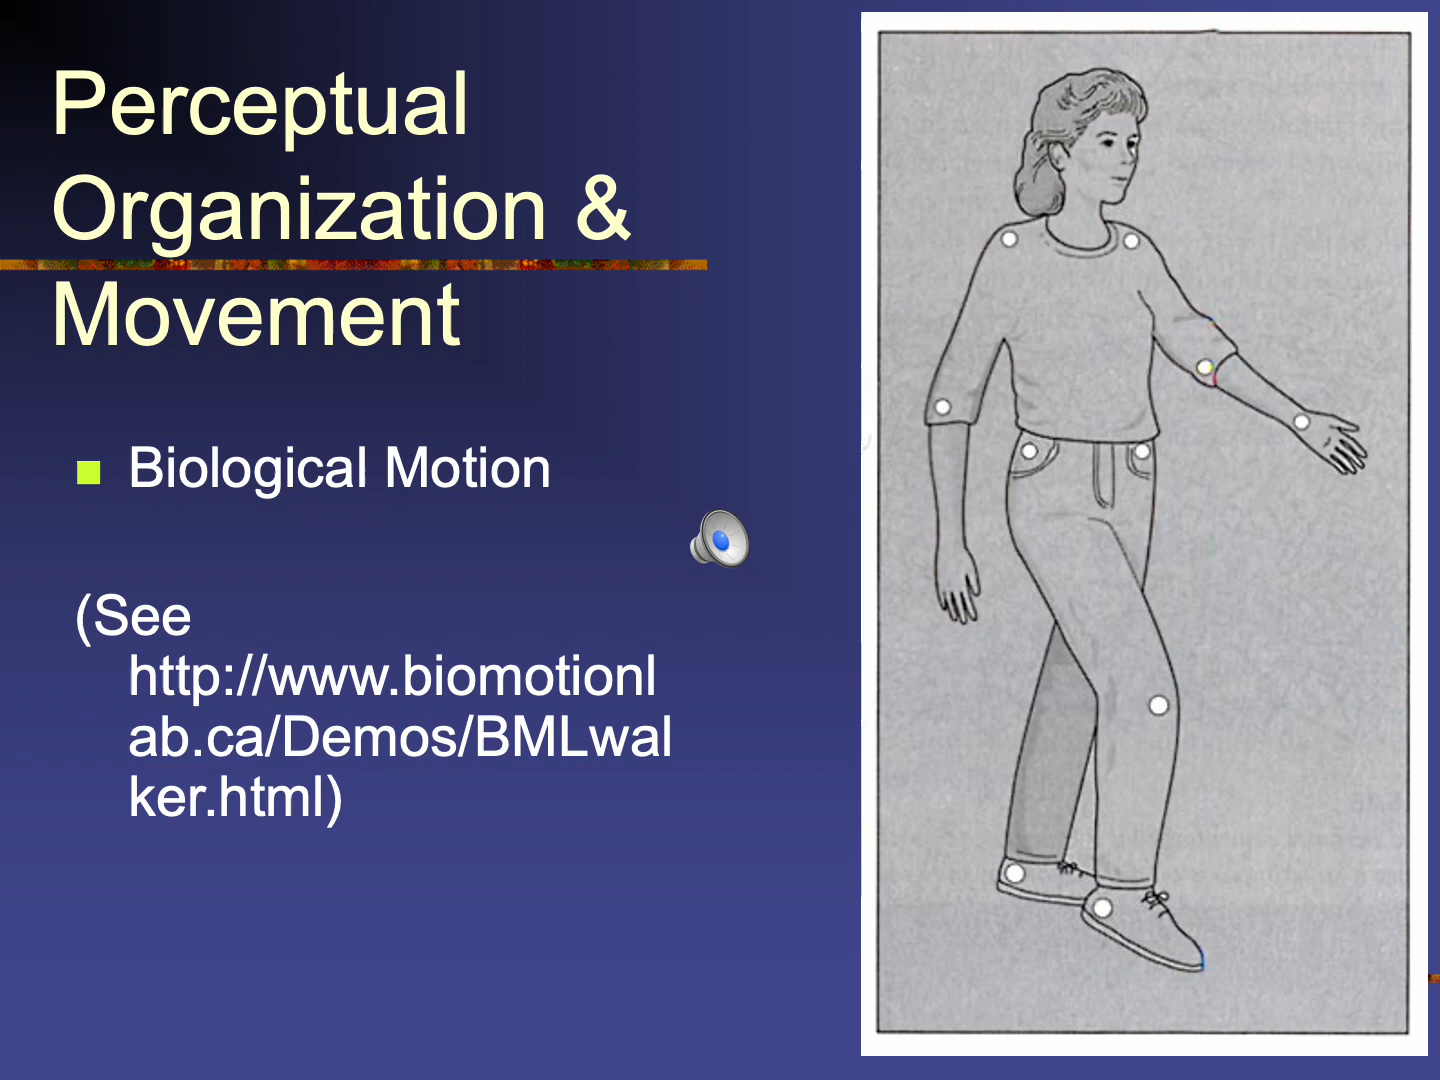 Perceptual
Organization &
Movement
Biological Motion
(See
http://www.biomotionl
ab.ca/Demos/BMLwal
ker.html)